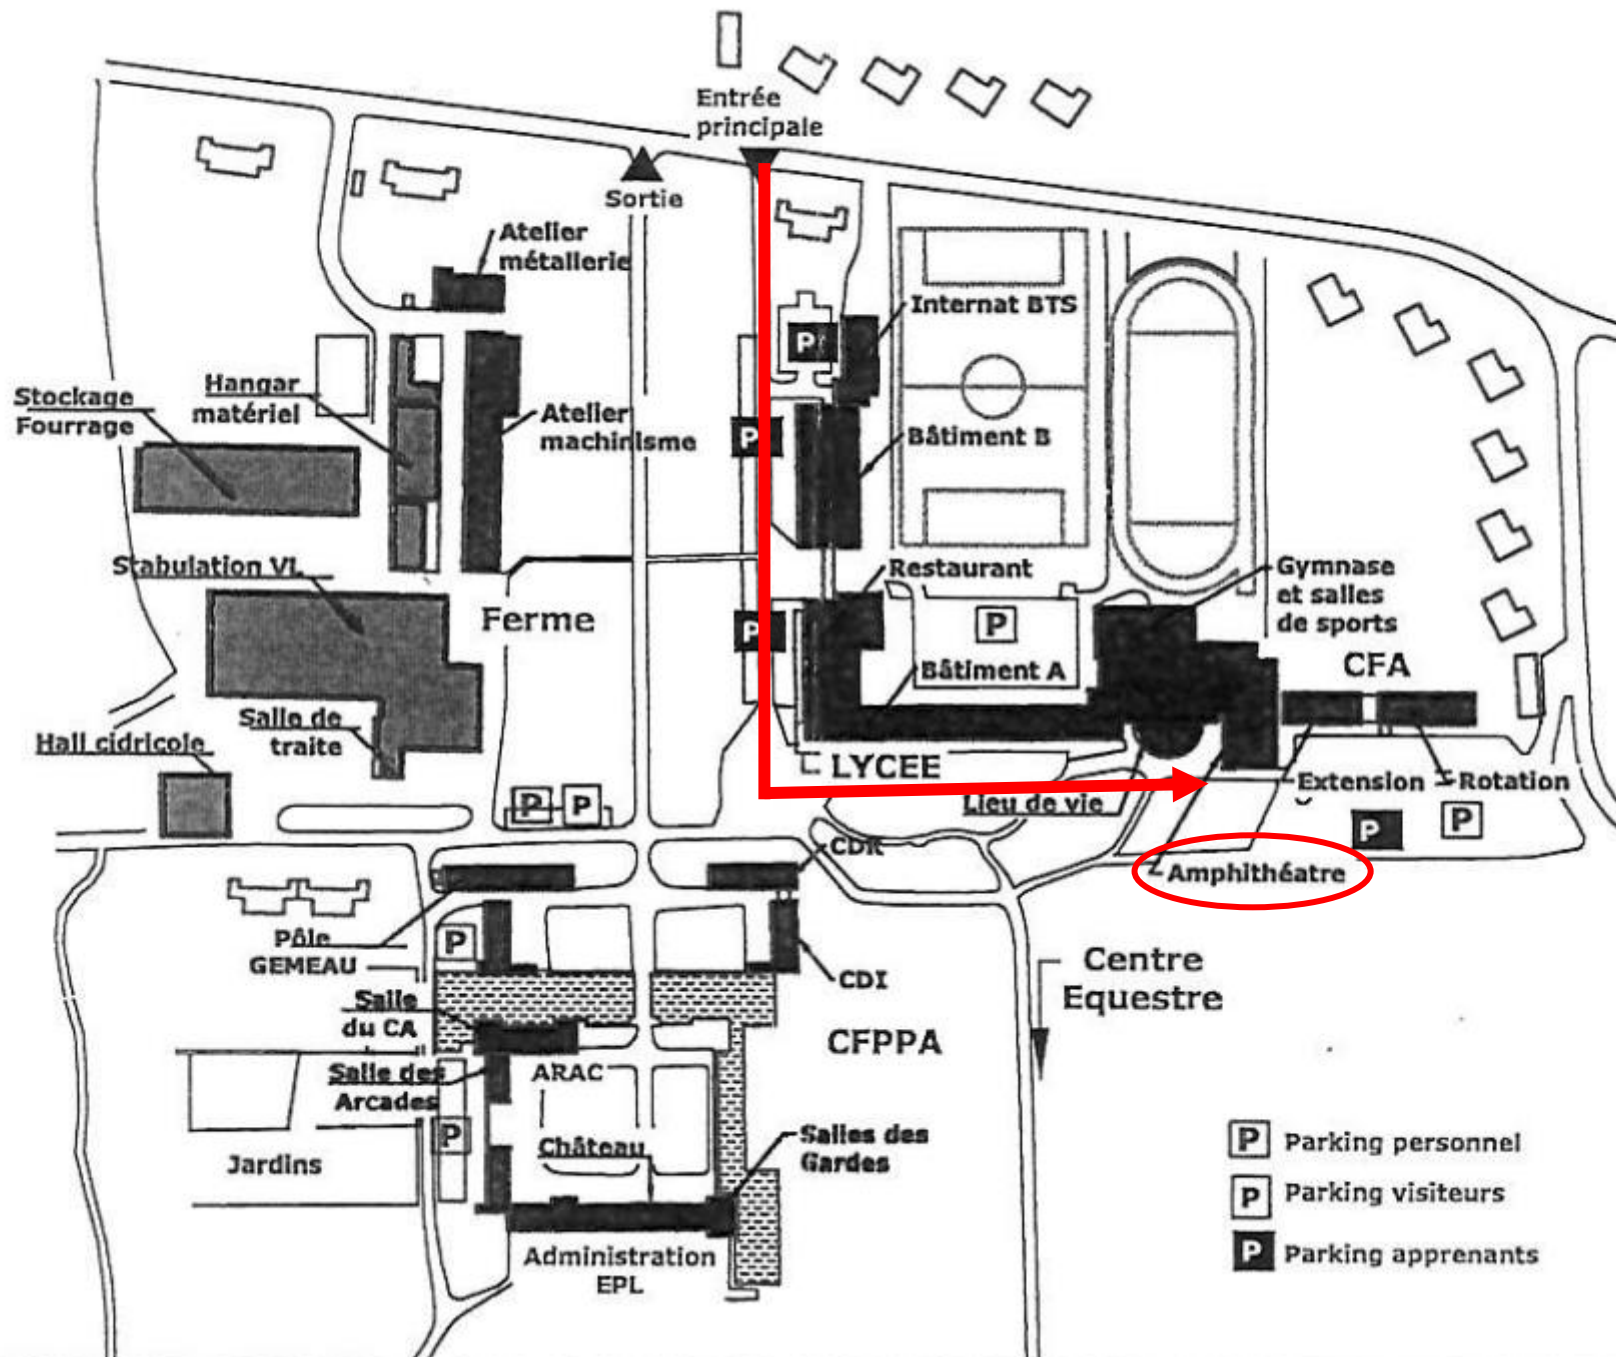 Entrée
principale
Sortie
Atelier
métallerie
Internat BTS
P
Hangar
matériel
Stockage
Fourrage
Atelier
machinisme
P
Bâtiment B
Stabulation VL
Restaurant
Gymnase
et salles
de sports
Ferme
P
P
CFA
Bâtiment A
Salle de
traite
Hall cidricole
LYCEE
Extension
Rotation
Lieu de vie
P
P
P
P
CDR
Amphithéatre
Pôle
GEMEAU
P
CDI
Centre
Equestre
Salle
du CA
CFPPA
Salle des
Arcades
ARAC
P
Château
Salles des
Gardes
Jardins
Administration
EPL
P Parking personnel
P Parking visiteurs
P Parking apprenants